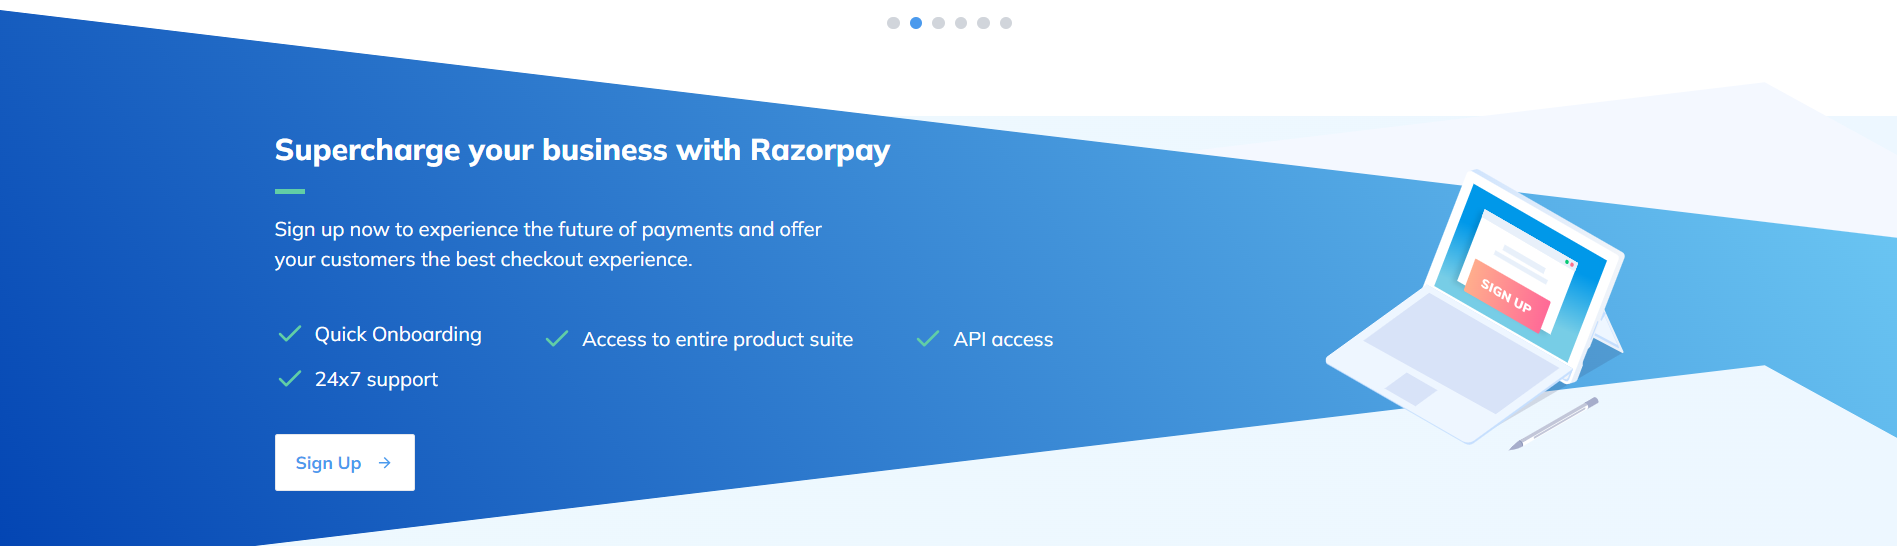 Supercharge your business with Razorpay
Sign up now to experience the future of payments and offer
your customers the best checkout experience.
Quick Onboarding
Access to entire product suite
API access
24x7 support
Sign Up
SIGN UP